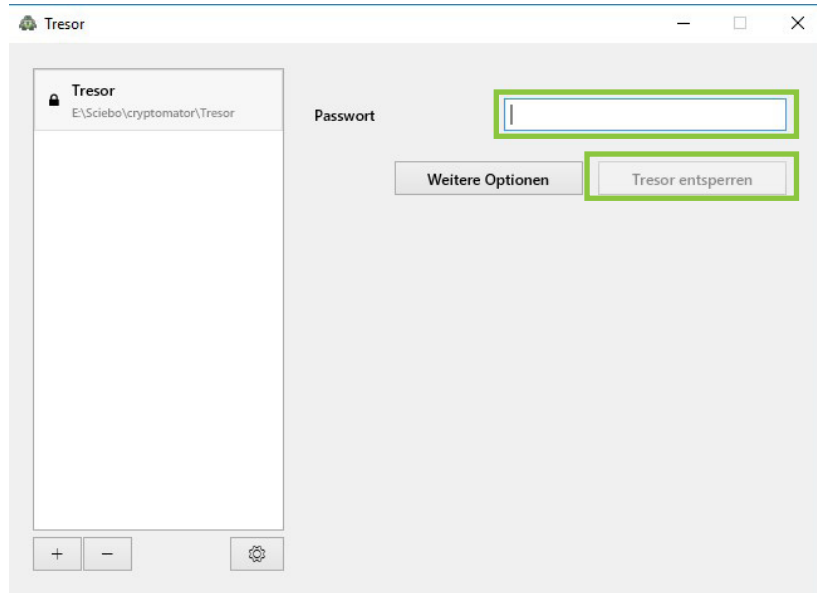 Tresor
Tresor
E:\Sciebo\cryptomator\Tresor
Passwort
Weitere Optionen
Tresor entsperren
+
−